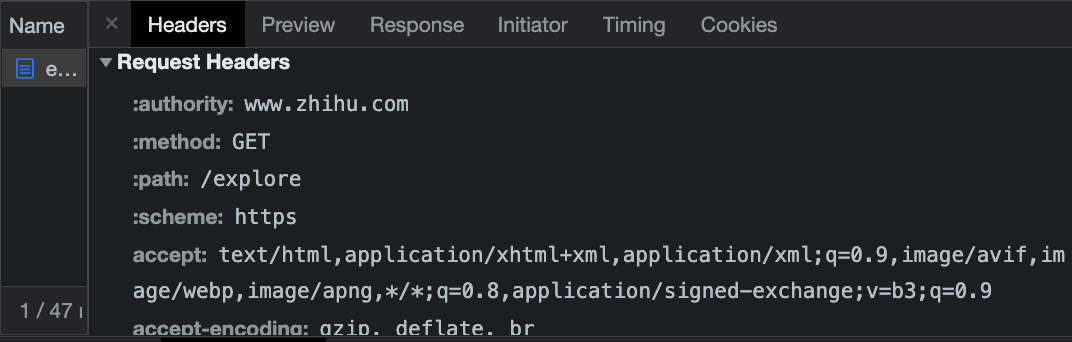 Name
Headers Preview Response Initiator Timing Cookies
e...
Request Headers
:authority: www.zhihu.com
:method: GET
:path: /explore
:scheme: https
accept: text/html,application/xhtml+xml,application/xml;q=0.9,image/avif,im
age/webp,image/apng,*/*;q=0.8,application/signed-exchange;v=b3;q=0.9
1 / 47
accept-encoding: gzip, deflate, br